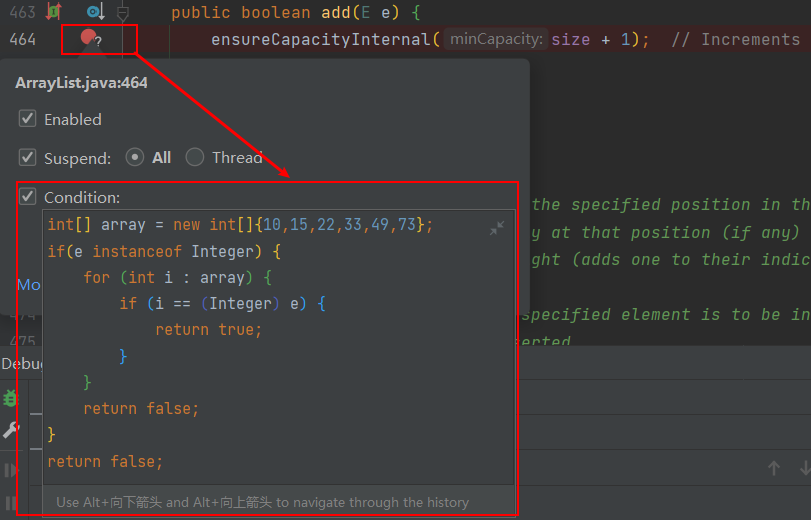 463 public boolean add(E e) {
464 ? ensureCapacityInternal( minCapacity: size + 1);  // Increments
ArrayList.java:464
Enabled
Suspend: All Thread
Condition:
int[] array = new int[]{10,15,22,33,49,73};
the specified position in th
if(e instanceof Integer) {
y at that position (if any)
for (int i : array) {
ght (adds one to their indic
Mo
if (i == (Integer) e) {
474 specified element is to be in
return true;
475 erted
}
Debu
}
return false;
}
return false;
Use Alt+向下箭头 and Alt+向上箭头 to navigate through the history